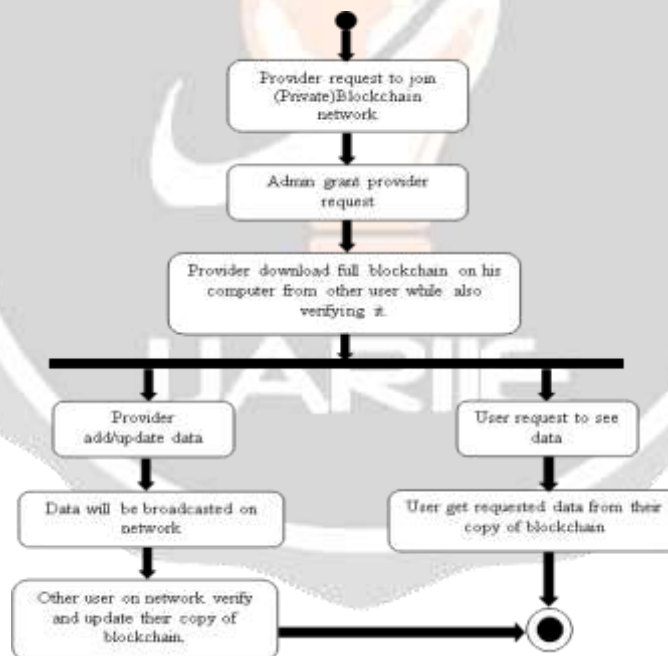 Provider request to join
(Private)Blockchain
network
Admin grant provider
request
Provider download full blockchain on his
computer from other user while also
verifying it.
IJARIIE
Provider
add/update data
User request to see
data
Data will be broadcasted on
network
User get requested data from their
copy of blockchain
Other user on network verify
and update their copy of
blockchain.